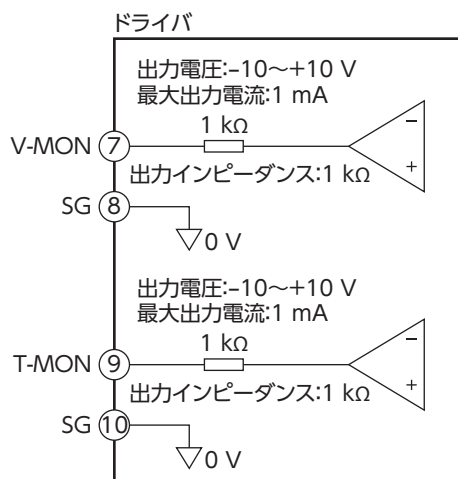 ドライバ
出力電圧:–10～+10 V
最大出力電流:1 mA
1 kΩ
V-MON 7
–
+
出力インピーダンス:1 kΩ
SG 8
0 V
出力電圧:–10～+10 V
最大出力電流:1 mA
1 kΩ
T-MON 9
–
+
出力インピーダンス:1 kΩ
SG 10
0 V